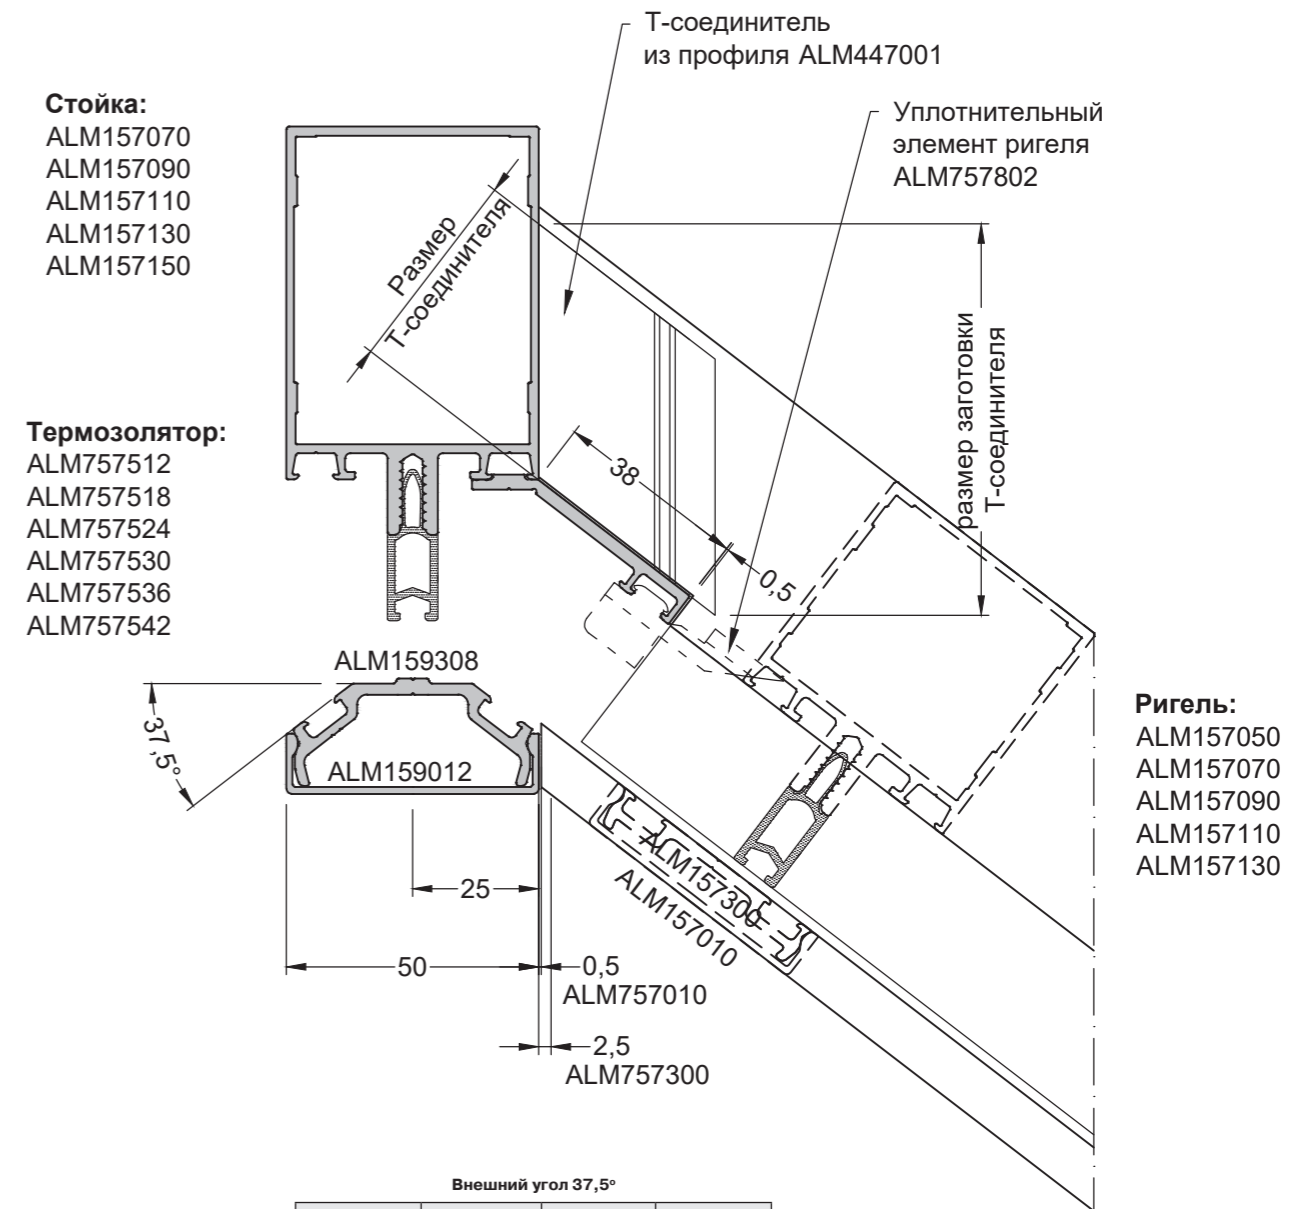 Т-соединитель
из профиля ALM447001
Стойка:
ALM157070
ALM157090
ALM157110
ALM157130
ALM157150
Уплотнительный
элемент ригеля
ALM757802
Размер
Т-соединителя
размер заготовки
Т-соединителя
38
0,5
Термозолятор:
ALM757512
ALM757518
ALM757524
ALM757530
ALM757536
ALM757542
ALM159308
37,5°
ALM159012
Ригель:
ALM157050
ALM157070
ALM157090
ALM157110
ALM157130
ALM157300
ALM157010
25
50
0,5
ALM757010
2,5
ALM757300
Внешний угол 37,5º